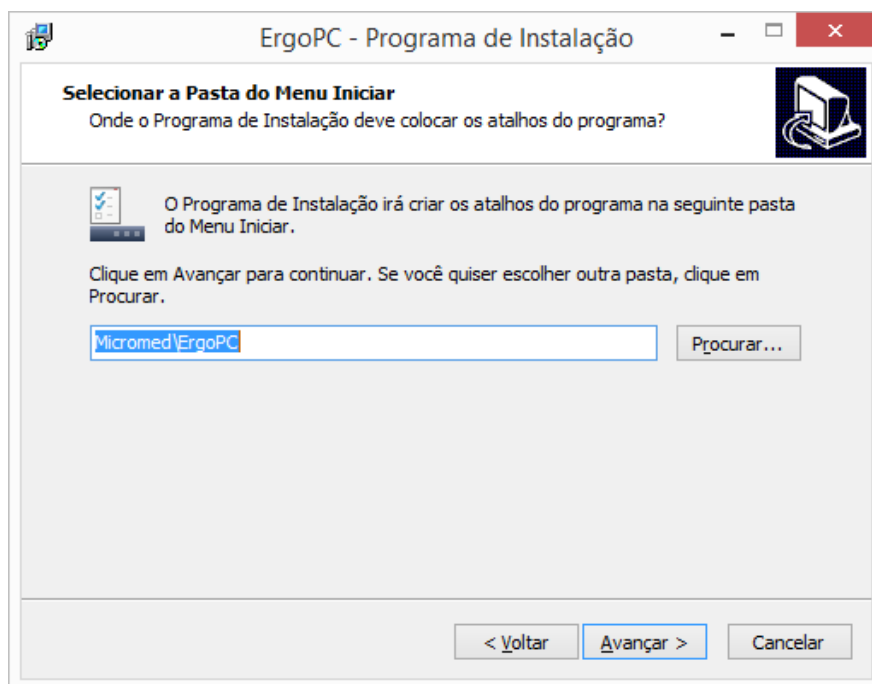 ErgoPC - Programa de Instalação
Selecionar a Pasta do Menu Iniciar
Onde o Programa de Instalação deve colocar os atalhos do programa?
O Programa de Instalação irá criar os atalhos do programa na seguinte pasta
do Menu Iniciar.
Clique em Avançar para continuar. Se você quiser escolher outra pasta, clique em
Procurar.
Micromed\ErgoPC
Procurar...
< Voltar
Avançar >
Cancelar